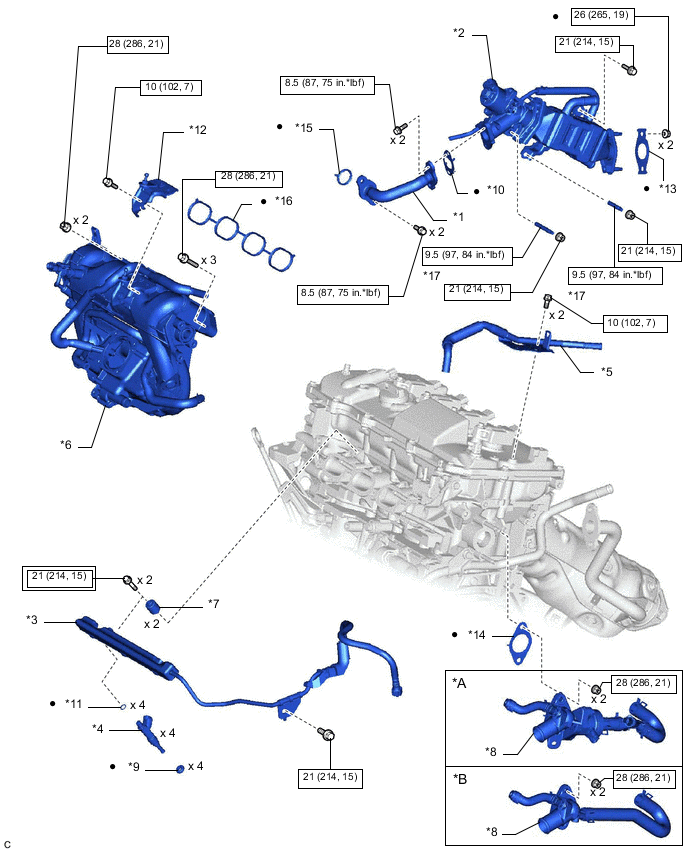 26 (265, 19)
*2
21 (214, 15)
28 (286, 21)
10 (102, 7)
8.5 (87, 75 in.*lbf)
*12
*15
x 2
x 2
28 (286, 21)
*16
*10
*13
x 2
*1
x 2
x 3
9.5 (97, 84 in.*lbf)
21 (214, 15)
*17
9.5 (97, 84 in.*lbf)
8.5 (87, 75 in.*lbf)
21 (214, 15)
*17
x 2
10 (102, 7)
*5
*6
21 (214, 15)
x 2
*7
x 2
*3
*14
*A
28 (286, 21)
x 2
*11
x 4
*4
x 4
*8
*9
x 4
21 (214, 15)
*B
28 (286, 21)
x 2
*8
C